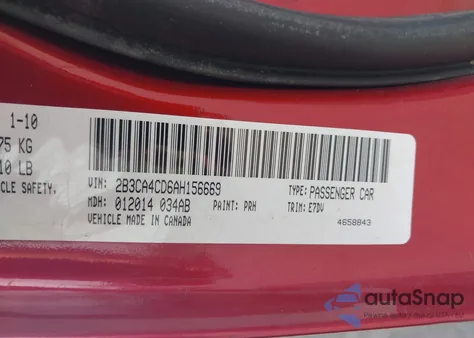 1-10
75 KG
10 LB
CLE SAFETY.
VIN: 2B3CA4CD6AH156669
TYPE: PASSENGER CAR
MDH: 012014 034AB
PAINT: PRH
TRIM: E7DV
VEHICLE MADE IN CANADA
4658843
autoSnap